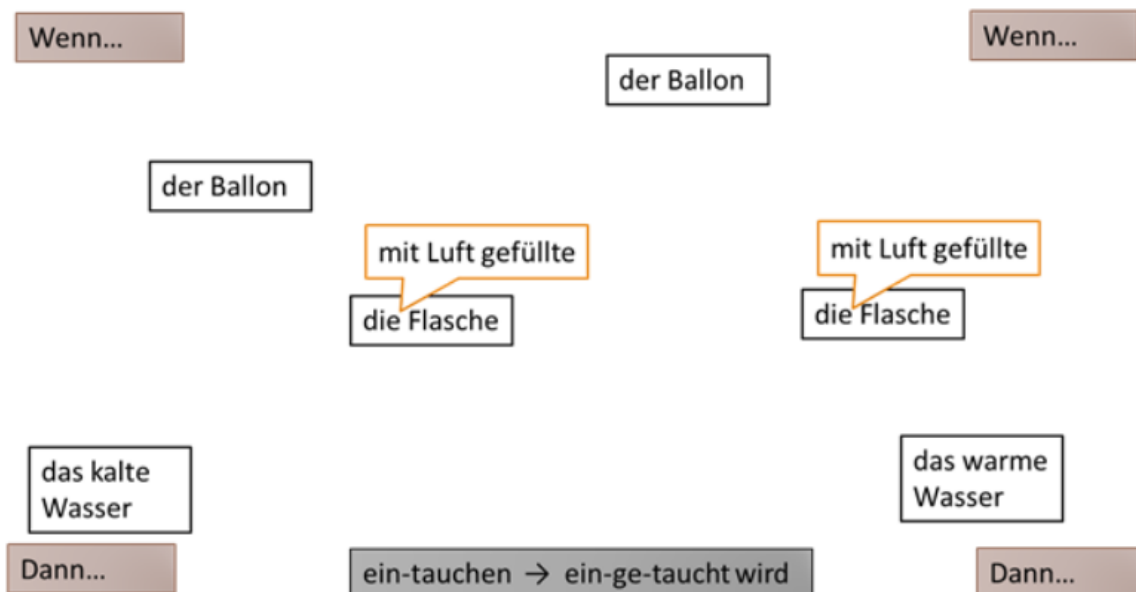 Wenn...
Wenn...
der Ballon
der Ballon
mit Luft gefüllte
mit Luft gefüllte
die Flasche
die Flasche
das kalte
Wasser
das warme
Wasser
Dann...
ein-tauchen → ein-ge-taucht wird
Dann...